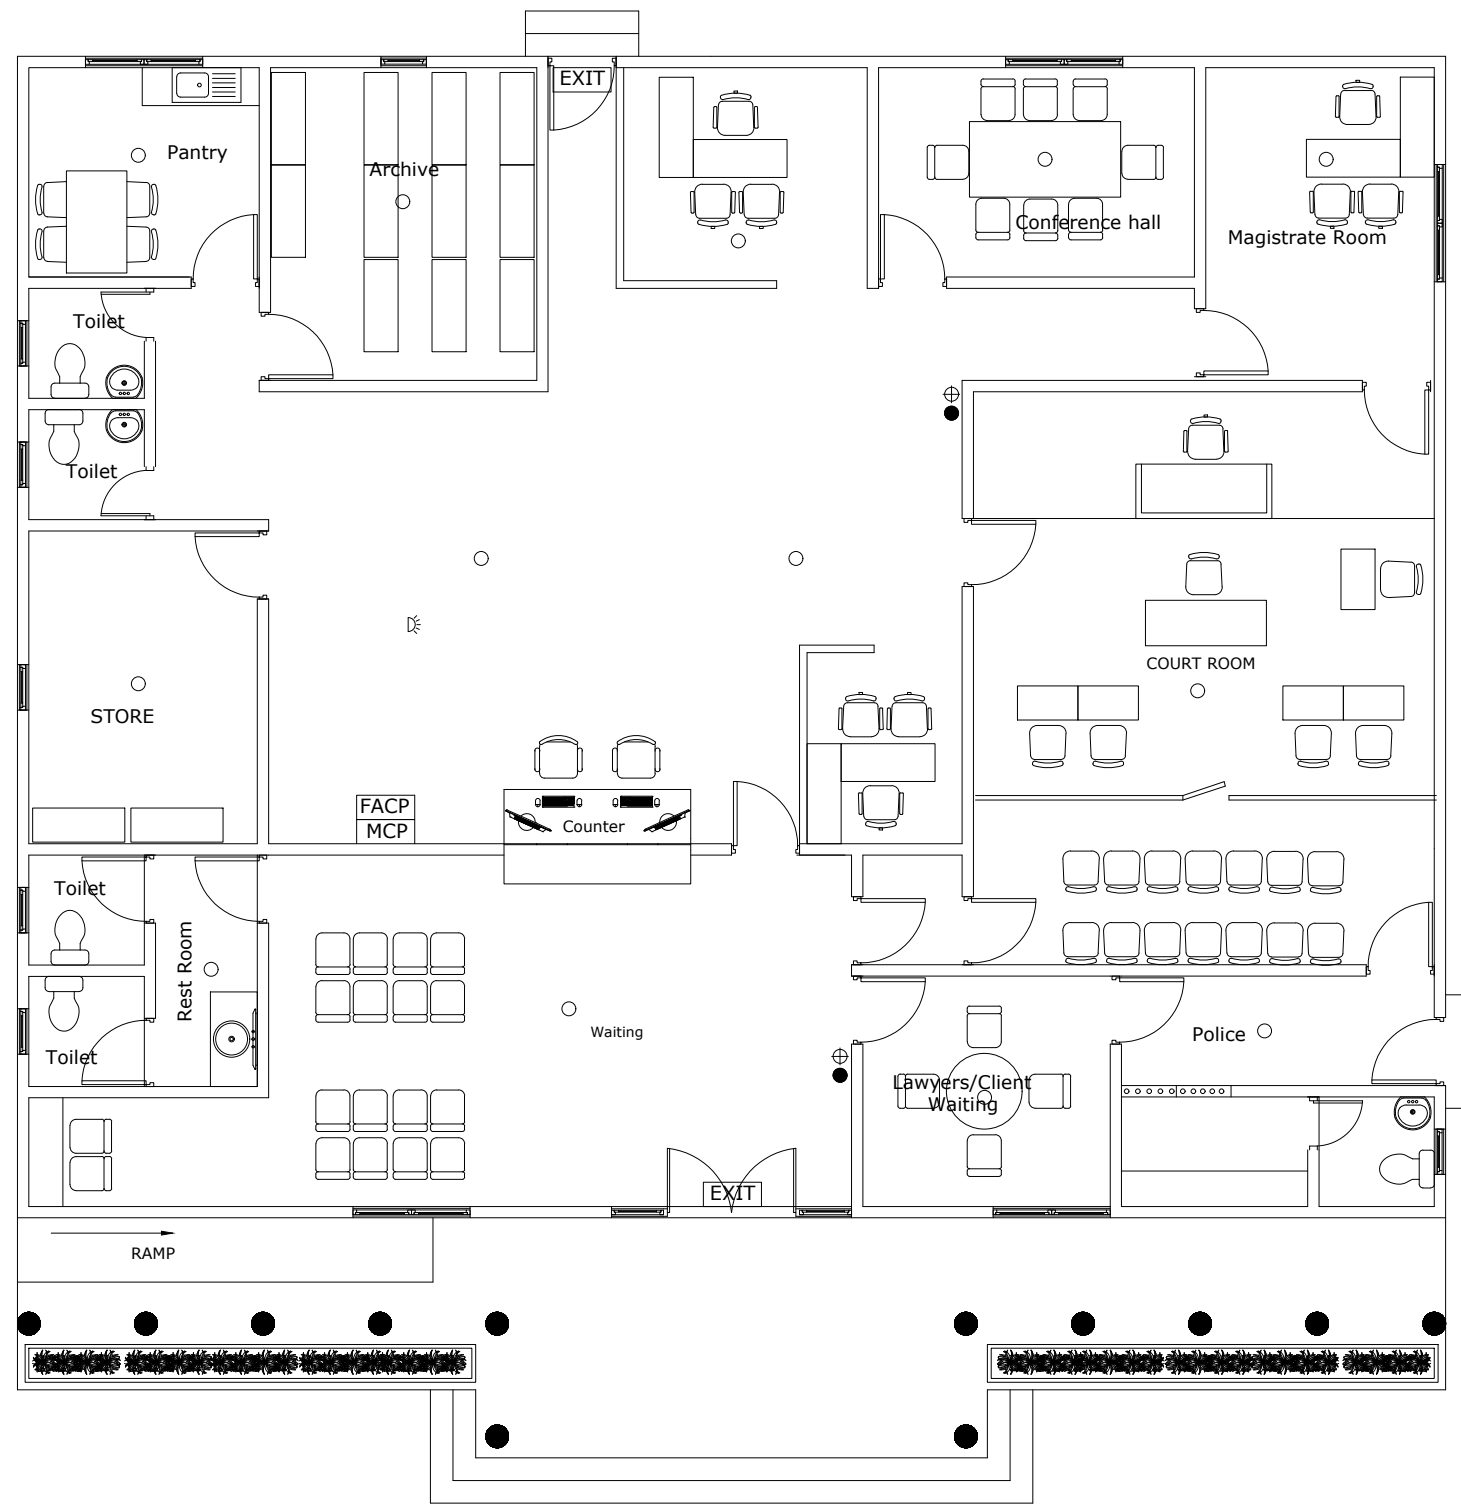 EXIT
Pantry
Archive
Conference hall
Magistrate Room
Toilet
Toilet
COURT ROOM
STORE
FACP
MCP
Counter
Toilet
Rest Room
Waiting
Police
Toilet
Lawyers/Client
Waiting
EXIT
RAMP